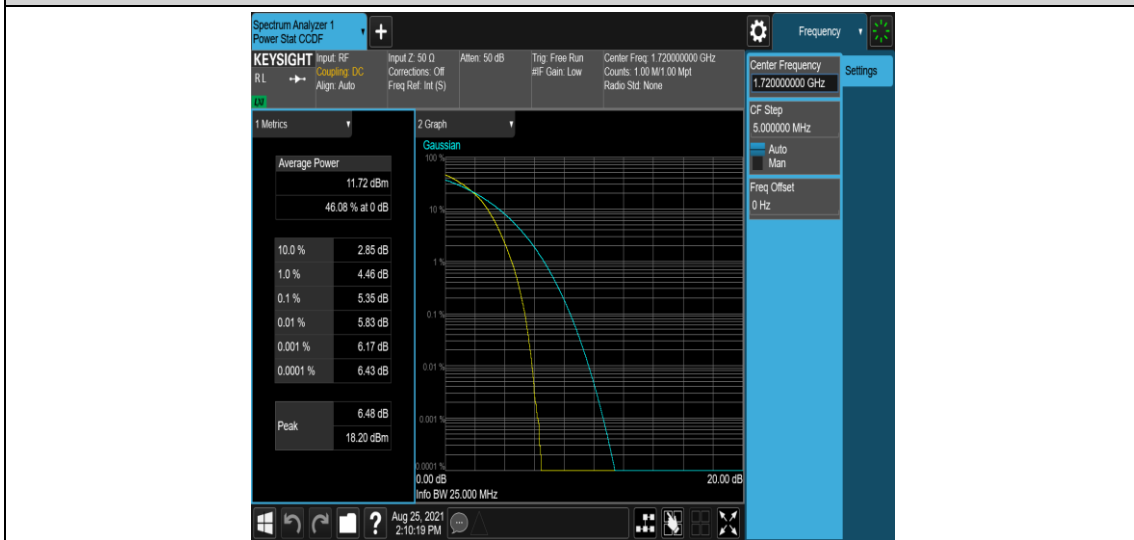 Spectrum Analyzer 1
Power Stat CCDF
+
Frequency
KEYSIGHT
RL
LXI
Input: RF
Coupling: DC
Align: Auto
Input Z: 50 Ω
Corrections: Off
Freq Ref: Int (S)
Atten: 50 dB
Trig: Free Run
#IF Gain: Low
Center Freq: 1.720000000 GHz
Counts: 1.00 M/1.00 Mpt
Radio Std: None
Center Frequency
1.720000000 GHz
Settings
CF Step
5.000000 MHz
Auto
Man
Freq Offset
0 Hz
1 Metrics
Average Power
11.72 dBm
46.08 % at 0 dB
10.0 % 2.85 dB
1.0 % 4.46 dB
0.1 % 5.35 dB
0.01 % 5.83 dB
0.001 % 6.17 dB
0.0001 % 6.43 dB
Peak 6.48 dB
18.20 dBm
2 Graph
Gaussian
100 %
10 %
1 %
0.1 %
0.01 %
0.001 %
0.0001 %
0.00 dB 20.00 dB
Info BW 25.000 MHz
?
Aug 25, 2021
2:10:19 PM